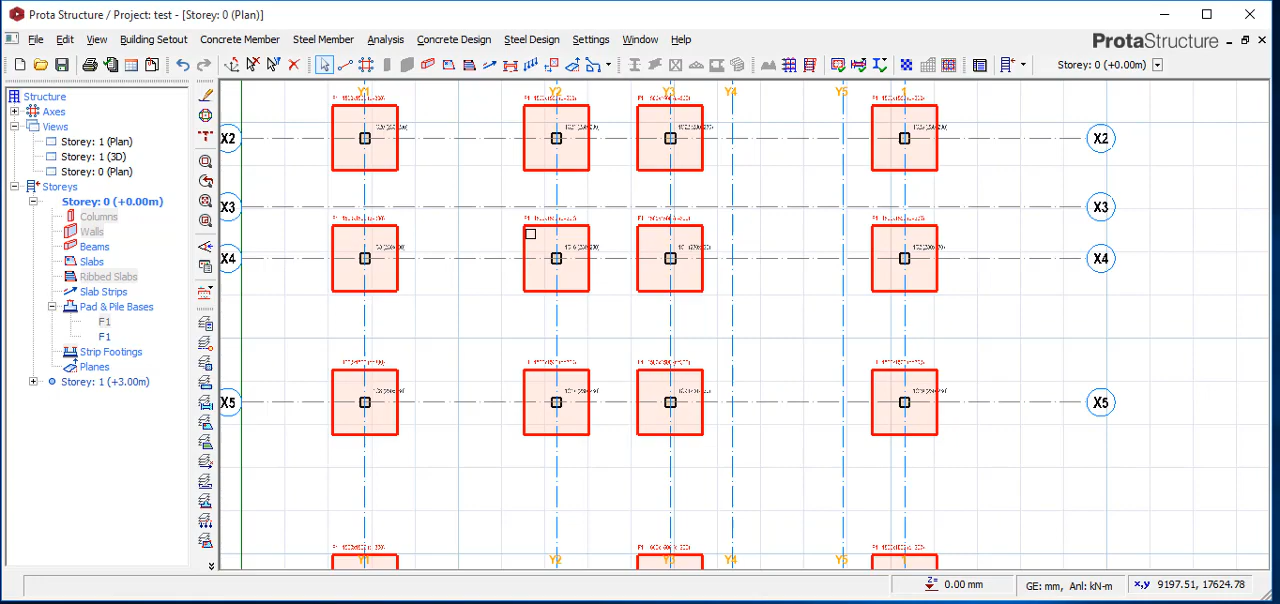 Prota Structure / Project: test - [Storey: 0 (Plan)]
File Edit View Building Setout Concrete Member Steel Member Analysis Concrete Design Steel Design Settings Window Help
ProtaStructure
Storey: 0 (+0.00m)
Structure
Axes
Views
Storey: 1 (Plan)
Storey: 1 (3D)
Storey: 0 (Plan)
Storeys
Storey: 0 (+0.00m)
Columns
Walls
Beams
Slabs
Ribbed Slabs
Slab Strips
Pad & Pile Bases
F1
F1
Strip Footings
Planes
Storey: 1 (+3.00m)
Y1 Y2 Y3 Y4 Y5 1
X2 X2
X3 X3
X4 X4
X5 X5
Y1 Y2 Y3 Y4 Y5 1
Z= 0.00 mm
GE: mm, Anl: kN-m
x,y 9197.51, 17624.78